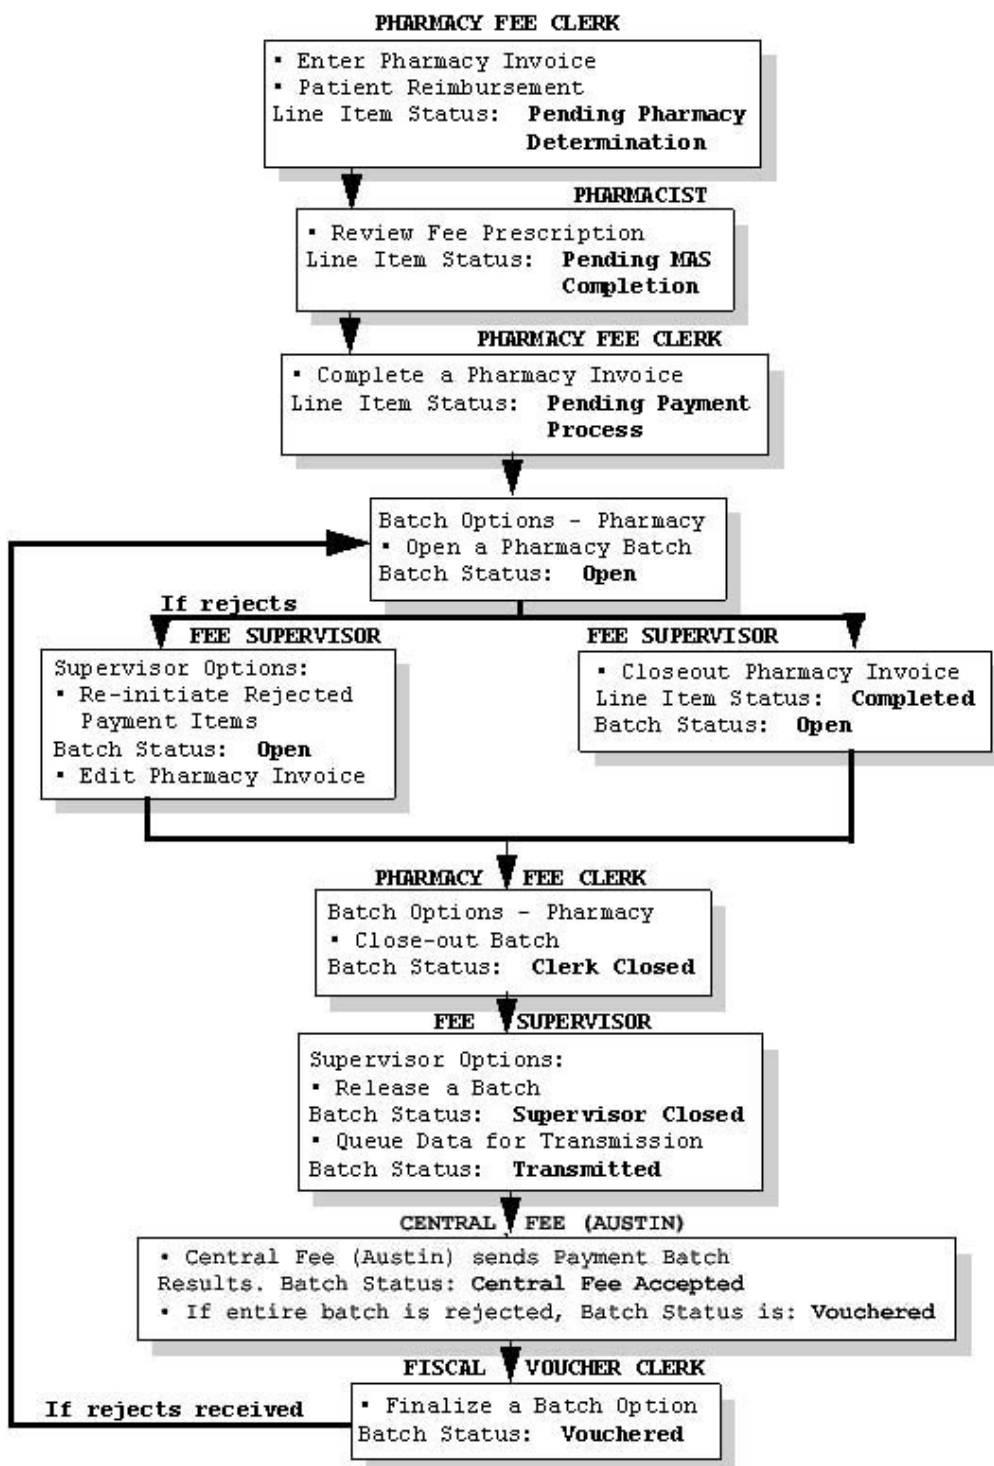 PHARMACY FEE CLERK
▪ Enter Pharmacy Invoice
▪ Patient Reimbursement
Line Item Status: Pending Pharmacy
Determination
PHARMACIST
▪ Review Fee Prescription
Line Item Status: Pending MAS
Completion
PHARMACY FEE CLERK
▪ Complete a Pharmacy Invoice
Line Item Status: Pending Payment
Process
Batch Options - Pharmacy
▪ Open a Pharmacy Batch
Batch Status: Open
If rejects
FEE SUPERVISOR
Supervisor Options:
▪ Re-initiate Rejected
Payment Items
Batch Status: Open
▪ Edit Pharmacy Invoice
FEE SUPERVISOR
▪ Closeout Pharmacy Invoice
Line Item Status: Completed
Batch Status: Open
PHARMACY FEE CLERK
Batch Options - Pharmacy
▪ Close-out Batch
Batch Status: Clerk Closed
FEE SUPERVISOR
Supervisor Options:
▪ Release a Batch
Batch Status: Supervisor Closed
▪ Queue Data for Transmission
Batch Status: Transmitted
CENTRAL FEE (AUSTIN)
▪ Central Fee (Austin) sends Payment Batch
Results. Batch Status: Central Fee Accepted
▪ If entire batch is rejected, Batch Status is: Vouchered
FISCAL VOUCHER CLERK
▪ Finalize a Batch Option
Batch Status: Vouchered
If rejects received